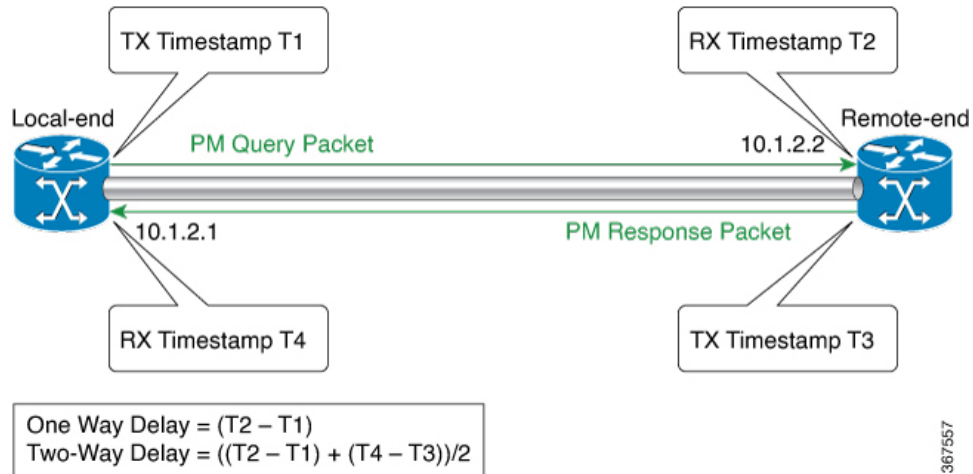 TX Timestamp T1
RX Timestamp T2
Local-end
Remote-end
PM Query Packet
10.1.2.2
10.1.2.1
PM Response Packet
RX Timestamp T4
TX Timestamp T3
One Way Delay = (T2 – T1)
Two-Way Delay = ((T2 – T1) + (T4 – T3))/2
367557